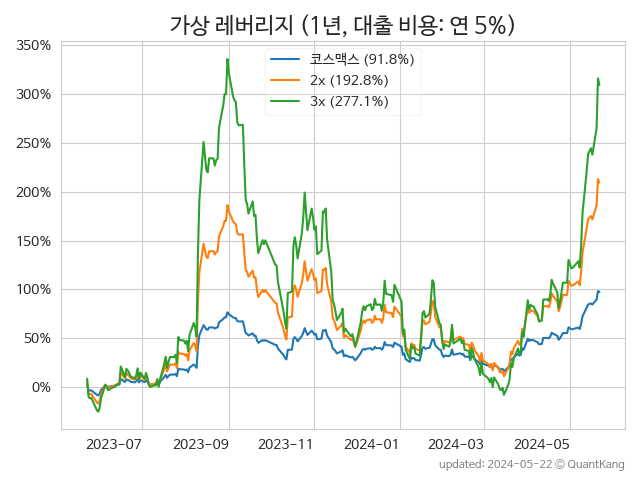 가상 레버리지 (1년, 대출 비용: 연 5%)
350%
300%
250%
200%
150%
100%
50%
0%
코스맥스 (91.8%)
2x (192.8%)
3x (277.1%)
2023-07
2023-09
2023-11
2024-01
2024-03
2024-05
updated: 2024-05-22 © QuantKang